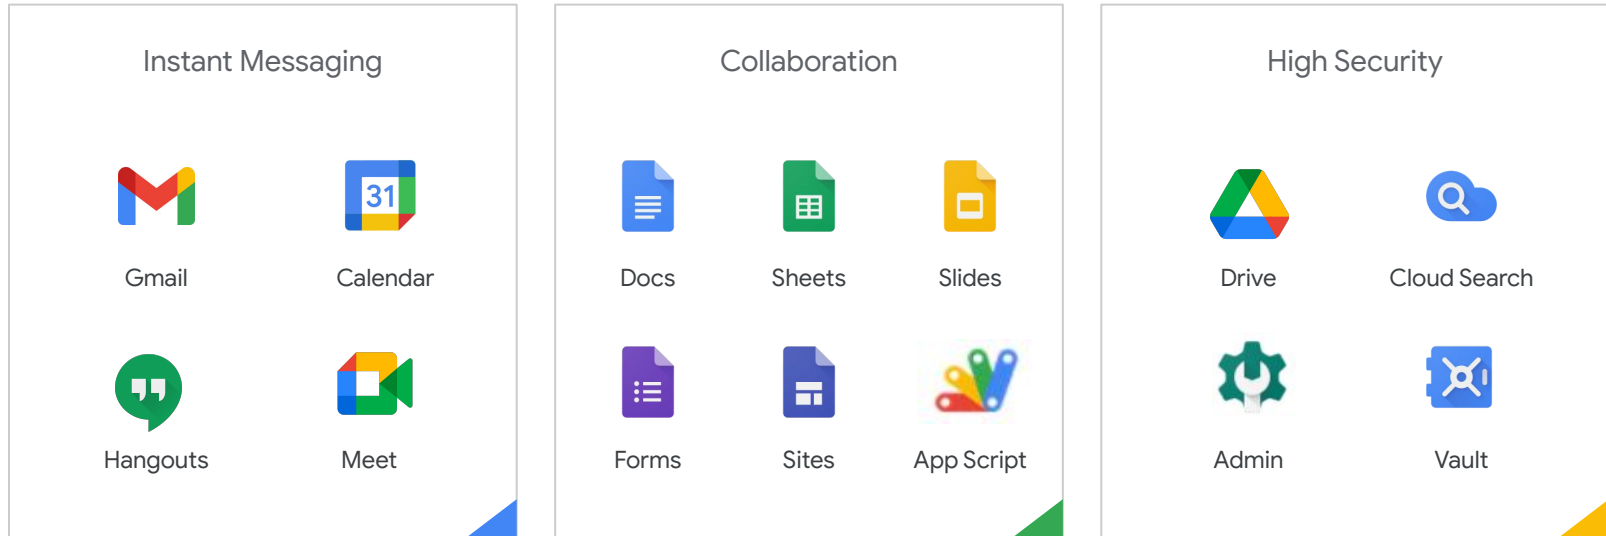 Instant Messaging
31
Gmail
Calendar
Hangouts
Meet
Collaboration
Docs
Sheets
Slides
Forms
Sites
App Script
High Security
Drive
Cloud Search
Admin
Vault